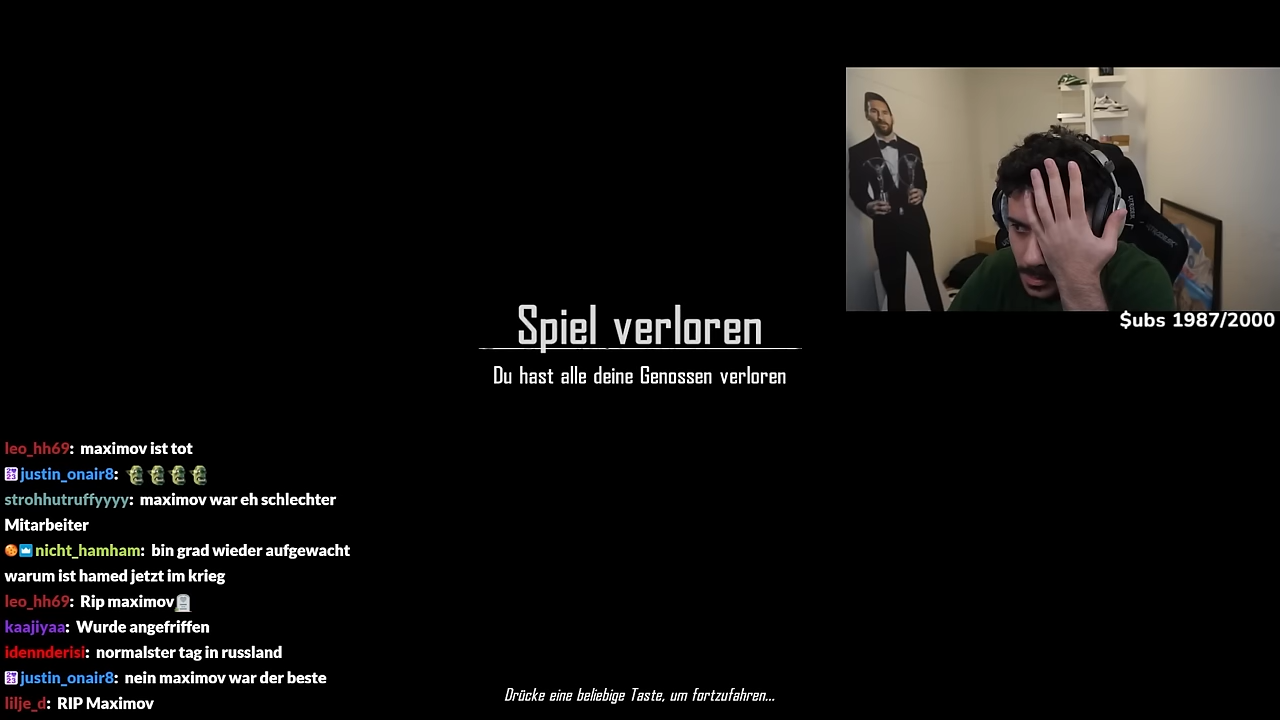 $ubs 1987/2000
Spiel verloren
Du hast alle deine Genossen verloren
leo_hh69: maximov ist tot
justin_onair8:
strohhutruffyyyy: maximov war eh schlechter
Mitarbeiter
nicht_hamham: bin grad wieder aufgewacht
warum ist hamed jetzt im krieg
leo_hh69: Rip maximov
kaajiyaa: Wurde angefriffen
idennderisi: normalster tag in russland
justin_onair8: nein maximov war der beste
lilje_d: RIP Maximov
Drücke eine beliebige Taste, um fortzufahren...